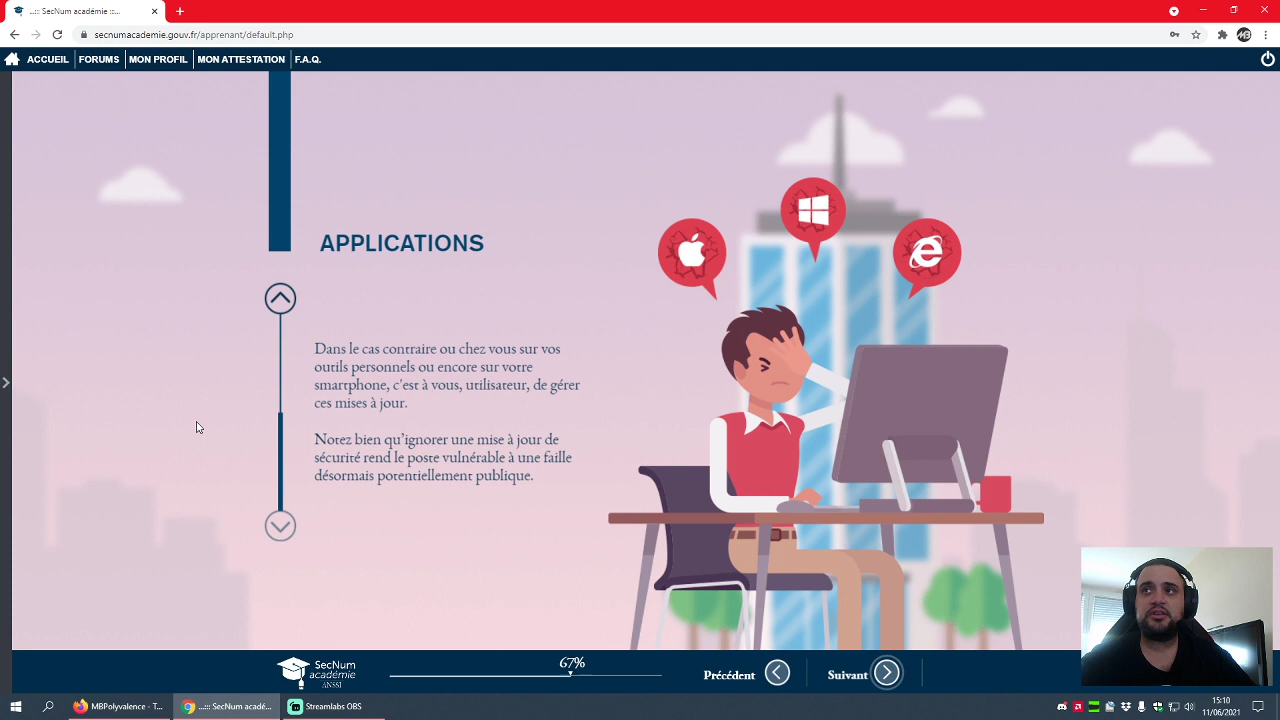 ..:: SecNum académie ::...
secnumacademie.gouv.fr/apprenant/default.php
ACCUEIL FORUMS MON PROFIL MON ATTESTATION F.A.Q.
APPLICATIONS
Dans le cas contraire ou chez vous sur vos
outils personnels ou encore sur votre
smartphone, c'est à vous, utilisateur, de gérer
ces mises à jour.
Notez bien qu'ignorer une mise à jour de
sécurité rend le poste vulnérable à une faille
désormais potentiellement publique.
SecNum
académie
ANSSI
67%
Précédent
Suivant
MBPolyvalence - T...
..::: SecNum acadé...
Streamlabs OBS
15:10
11/06/2021